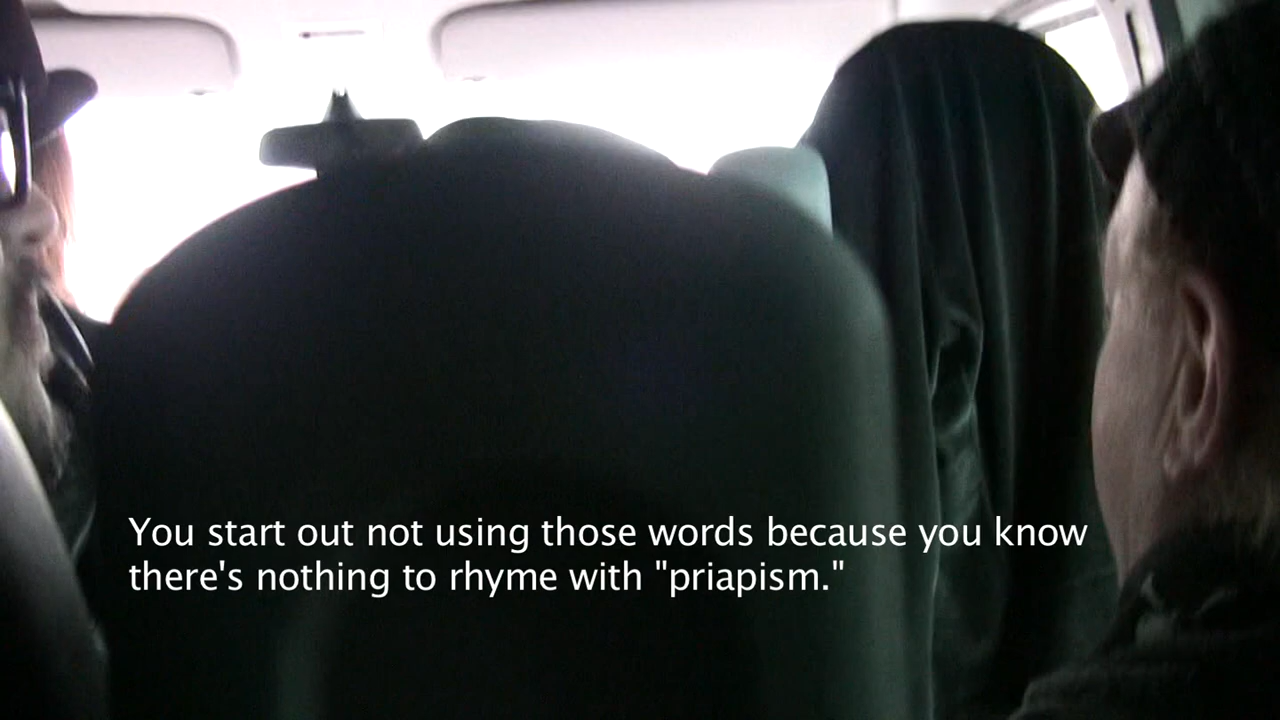 You start out not using those words because you know
there's nothing to rhyme with "priapism."